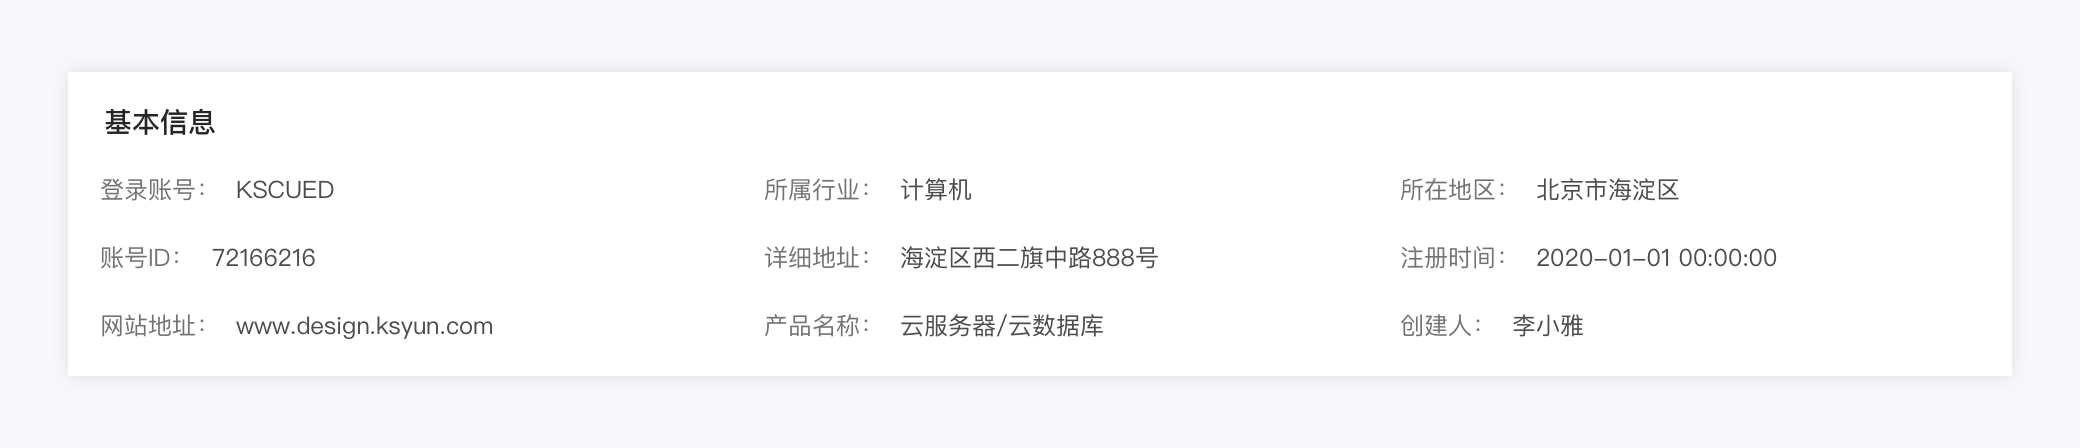 基本信息
登录账号： KSCUED 所属行业： 计算机 所在地区： 北京市海淀区
账号ID： 72166216 详细地址： 海淀区西二旗中路888号 注册时间： 2020-01-01 00:00:00
网站地址： www.design.ksyun.com 产品名称： 云服务器/云数据库 创建人： 李小雅